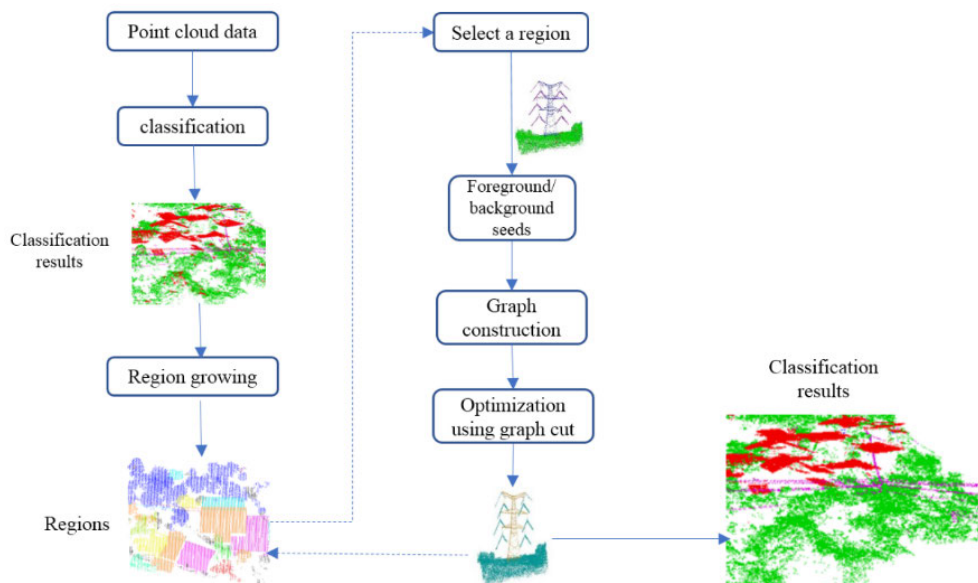 Point cloud data
classification
Classification
results
Region growing
Regions
Select a region
Foreground/
background
seeds
Graph
construction
Optimization
using graph cut
Classification
results